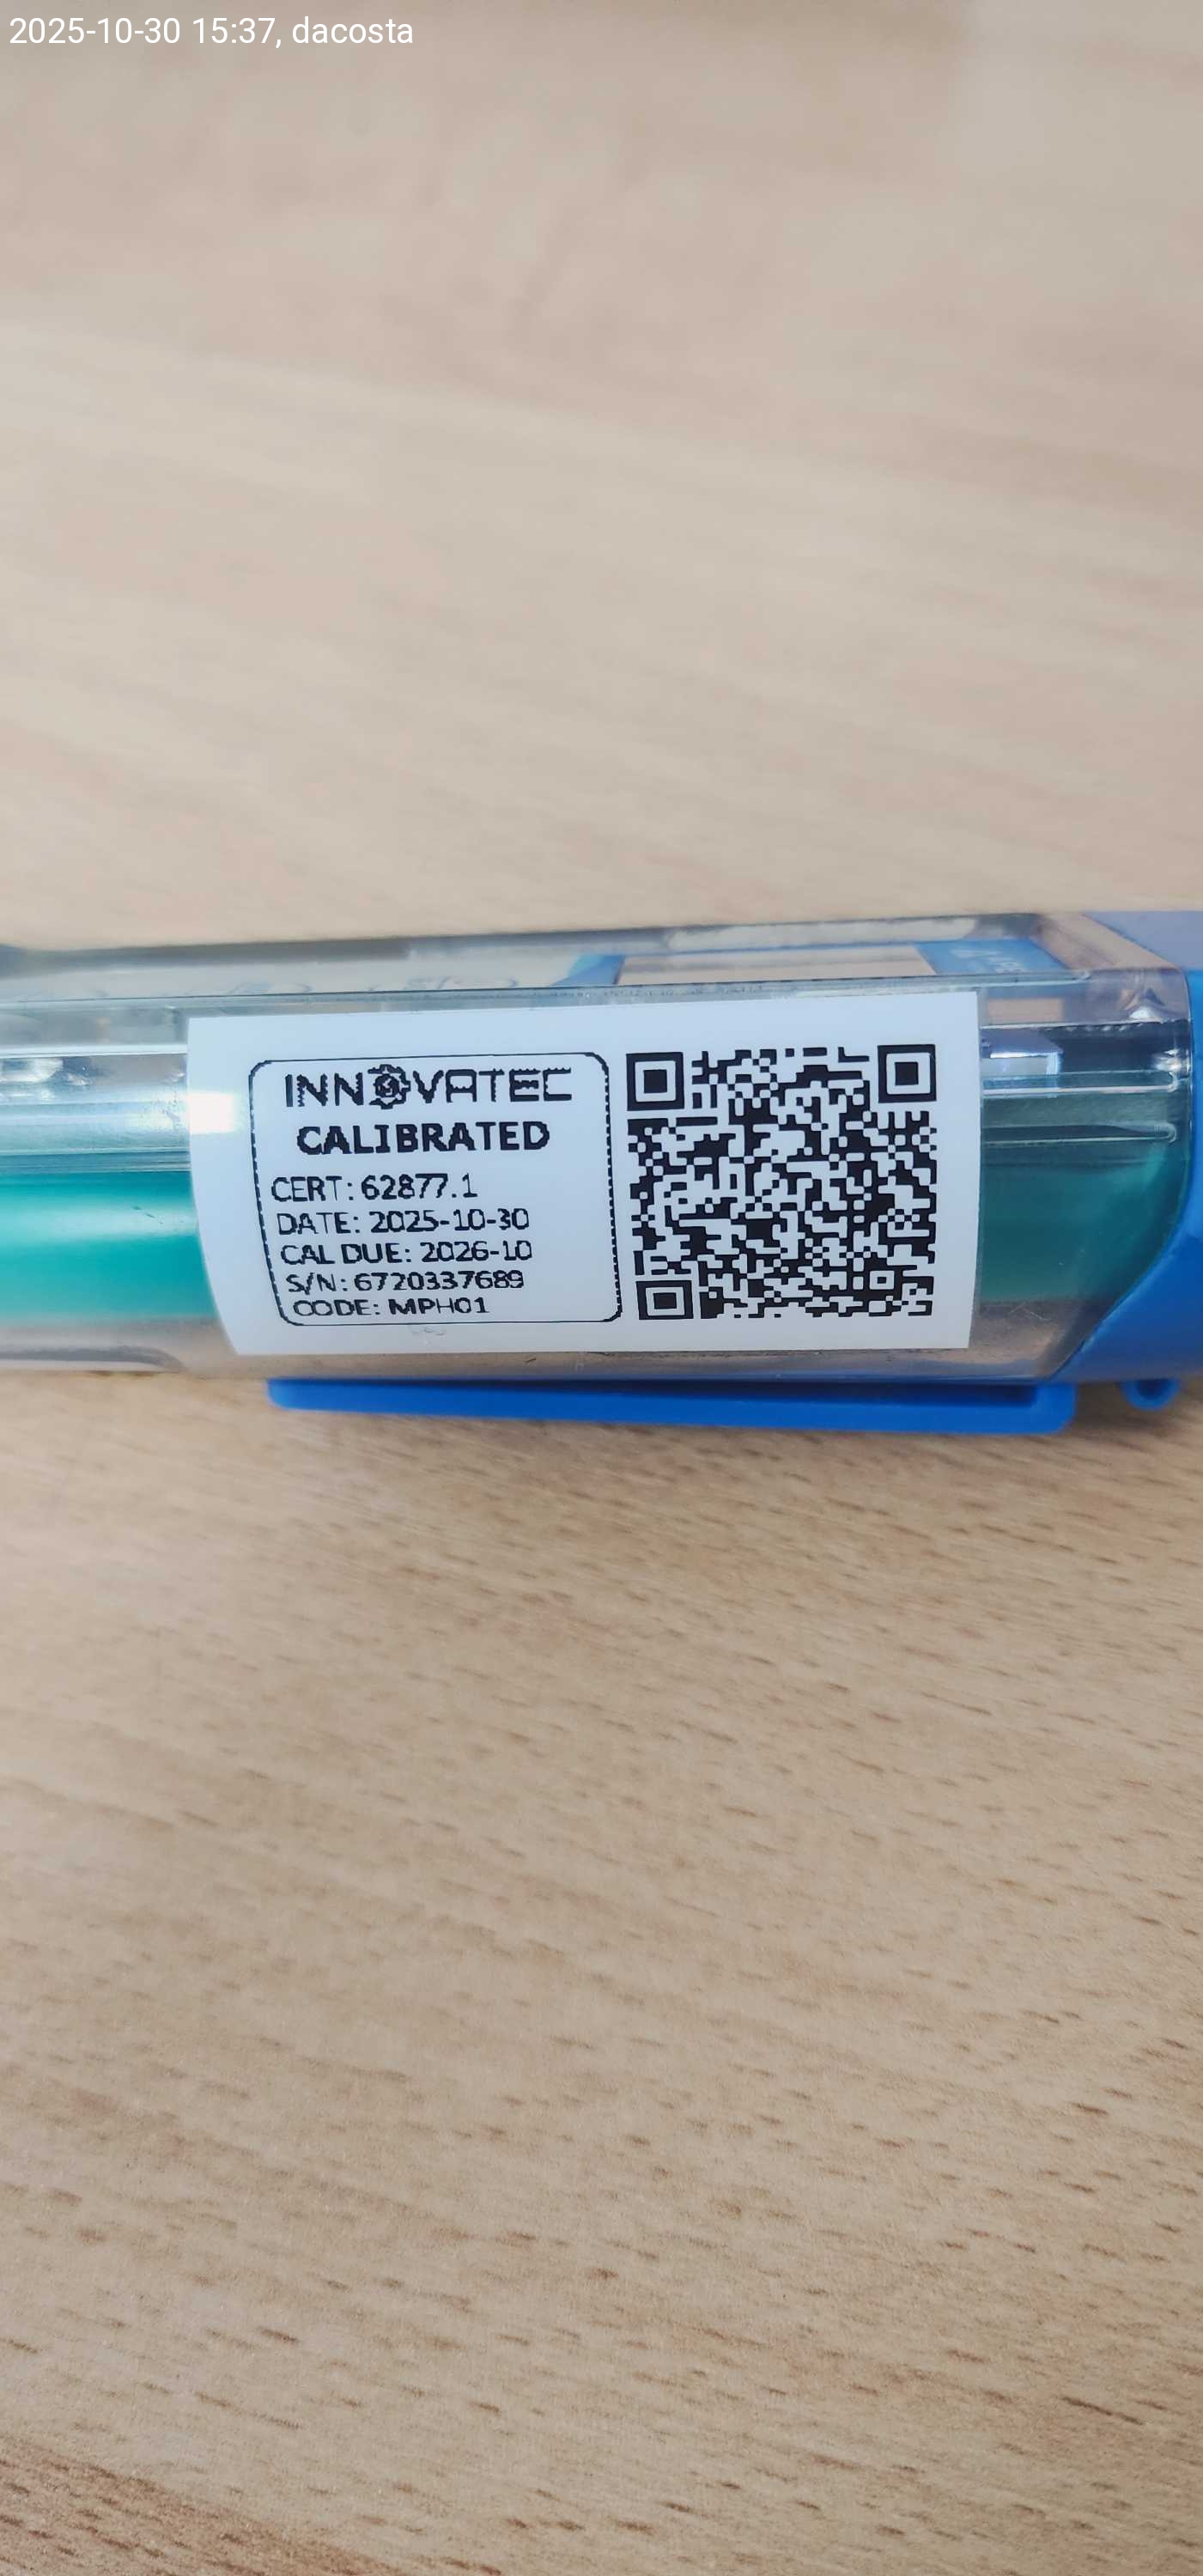 2025-10-30 15:37, dacosta
INNOVATEC
CALIBRATED
CERT: 62877.1
DATE: 2025-10-30
CAL DUE: 2026-10
S/N: 6720337689
CODE: MPH01